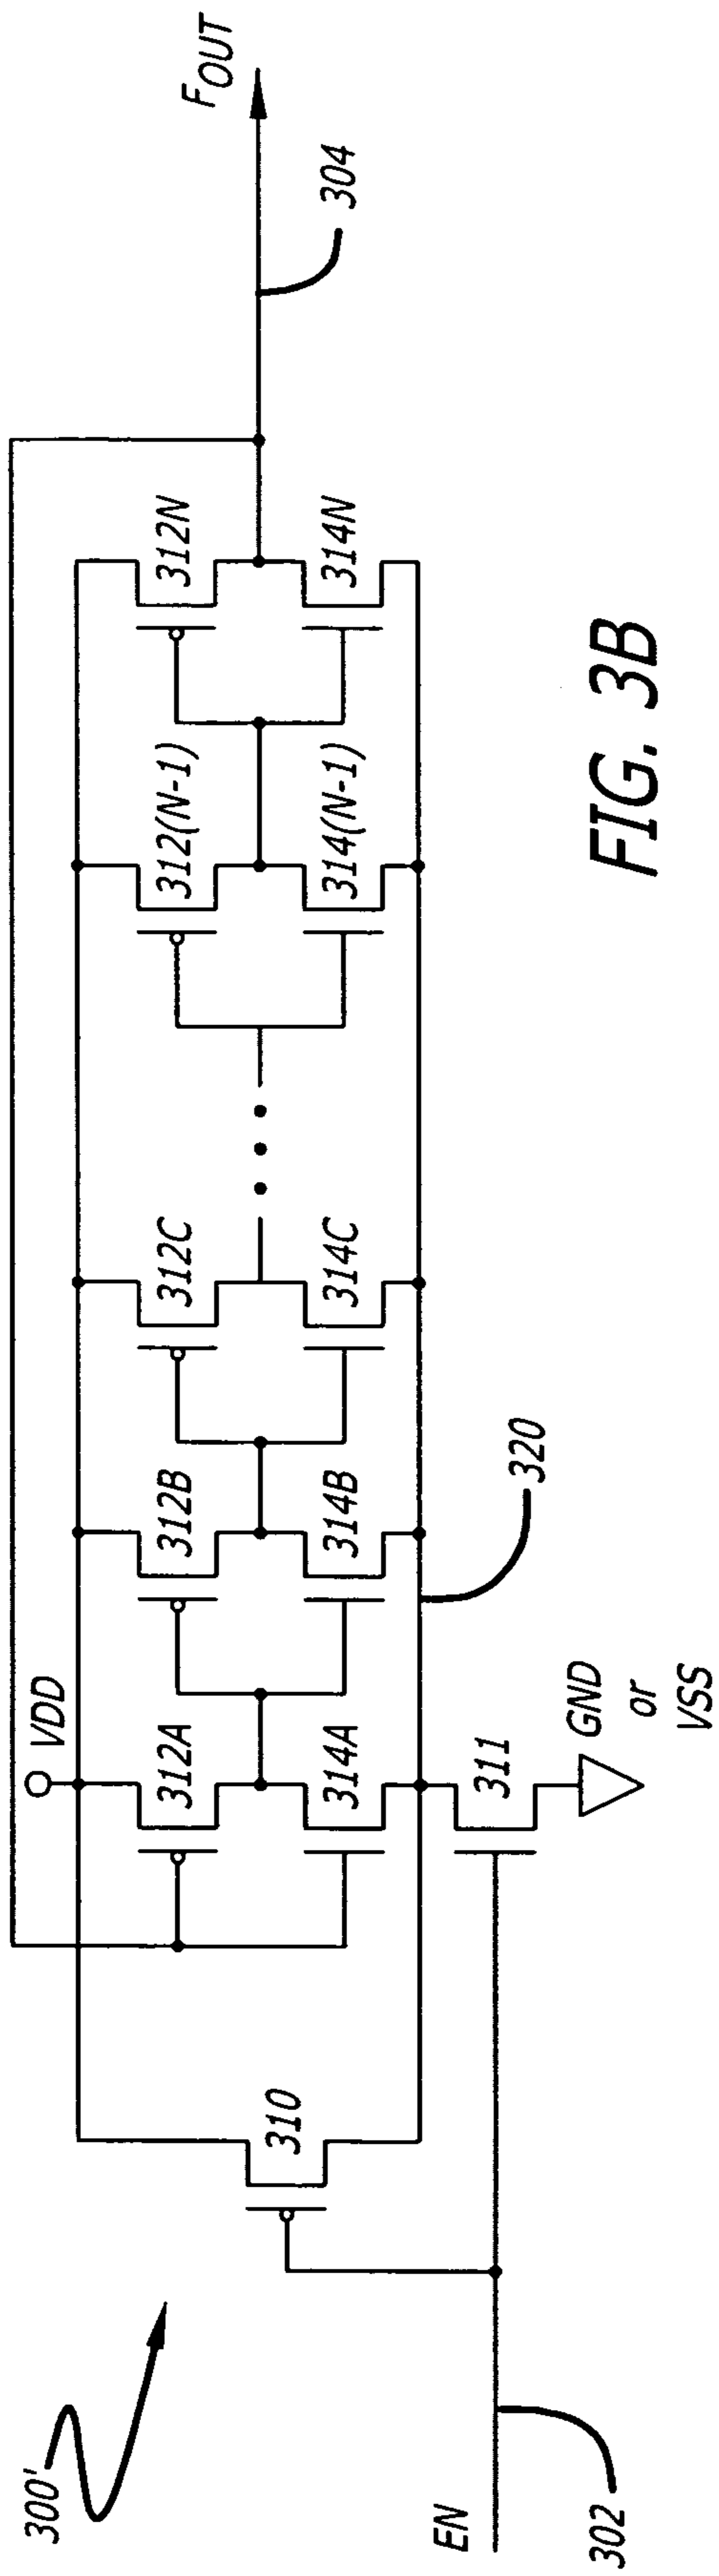 300'
EN
302
310
VDD
312A
314A
311
GND
or
VSS
312B
314B
320
312C
314C
312(N-1)
314(N-1)
312N
314N
FOUT
304
FIG. 3B